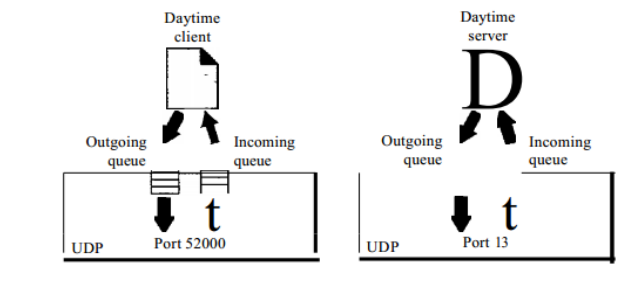 Daytime
client
Daytime
server
D
Outgoing
queue
Incoming
queue
Outgoing
queue
Incoming
queue
t
t
UDP
Port 52000
UDP
Port 13